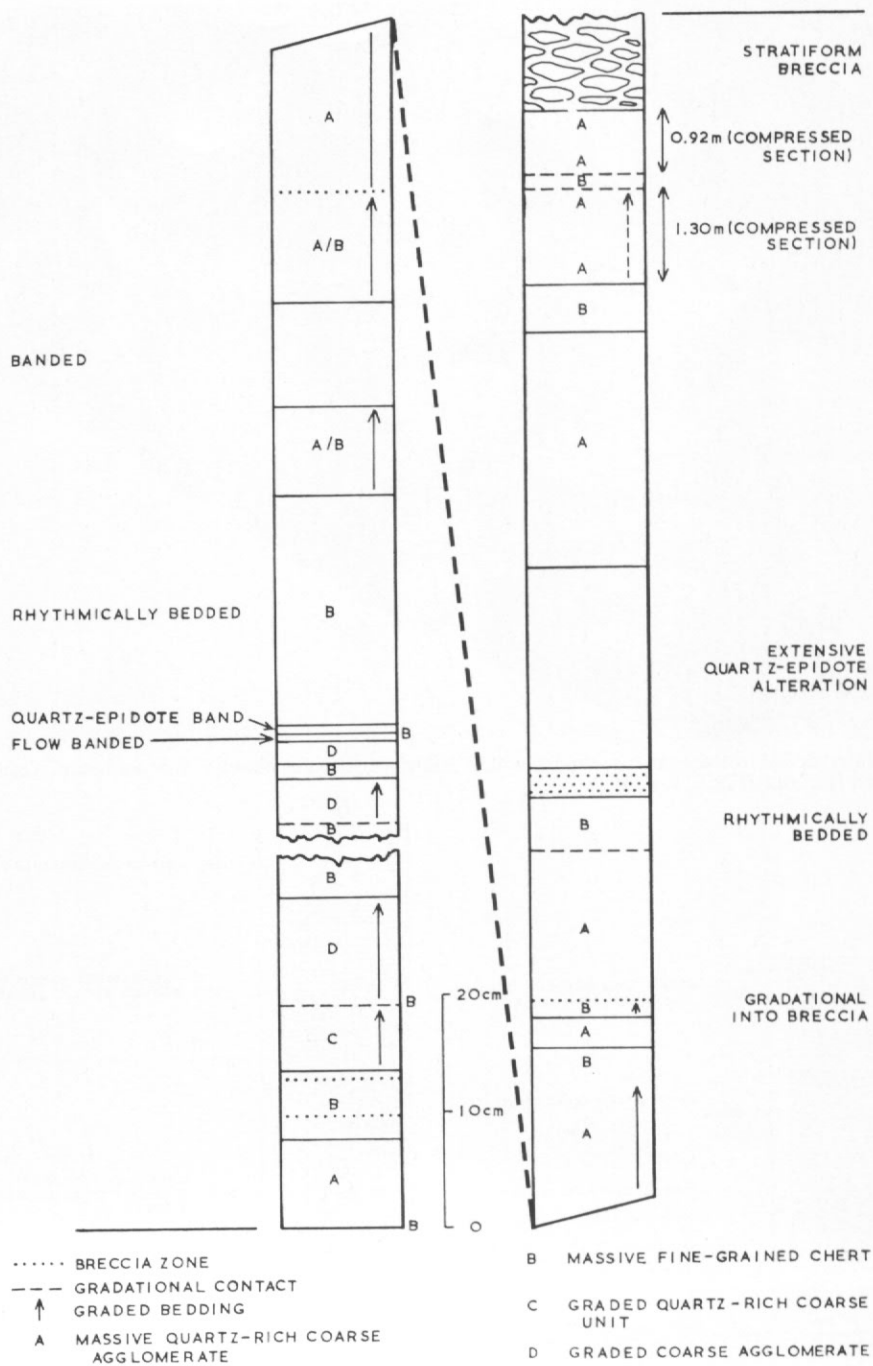 A
A/B
BANDED
A/B
RHYTHMICALLY BEDDED
B
QUARTZ-EPIDOTE BAND
B
FLOW BANDED
D
B
D
B
B
D
B
C
B
A
B
20cm
10cm
0
STRATIFORM
BRECCIA
A
0.92m (COMPRESSED
SECTION)
A
B
A
1.30m (COMPRESSED
SECTION)
A
B
A
EXTENSIVE
QUARTZ-EPIDOTE
ALTERATION
B
RHYTHMICALLY
BEDDED
A
GRADATIONAL
INTO BRECCIA
B
A
B
A
BRECCIA ZONE
GRADATIONAL CONTACT
GRADED BEDDING
A MASSIVE QUARTZ-RICH COARSE
AGGLOMERATE
B MASSIVE FINE-GRAINED CHERT
C GRADED QUARTZ-RICH COARSE
UNIT
D GRADED COARSE AGGLOMERATE